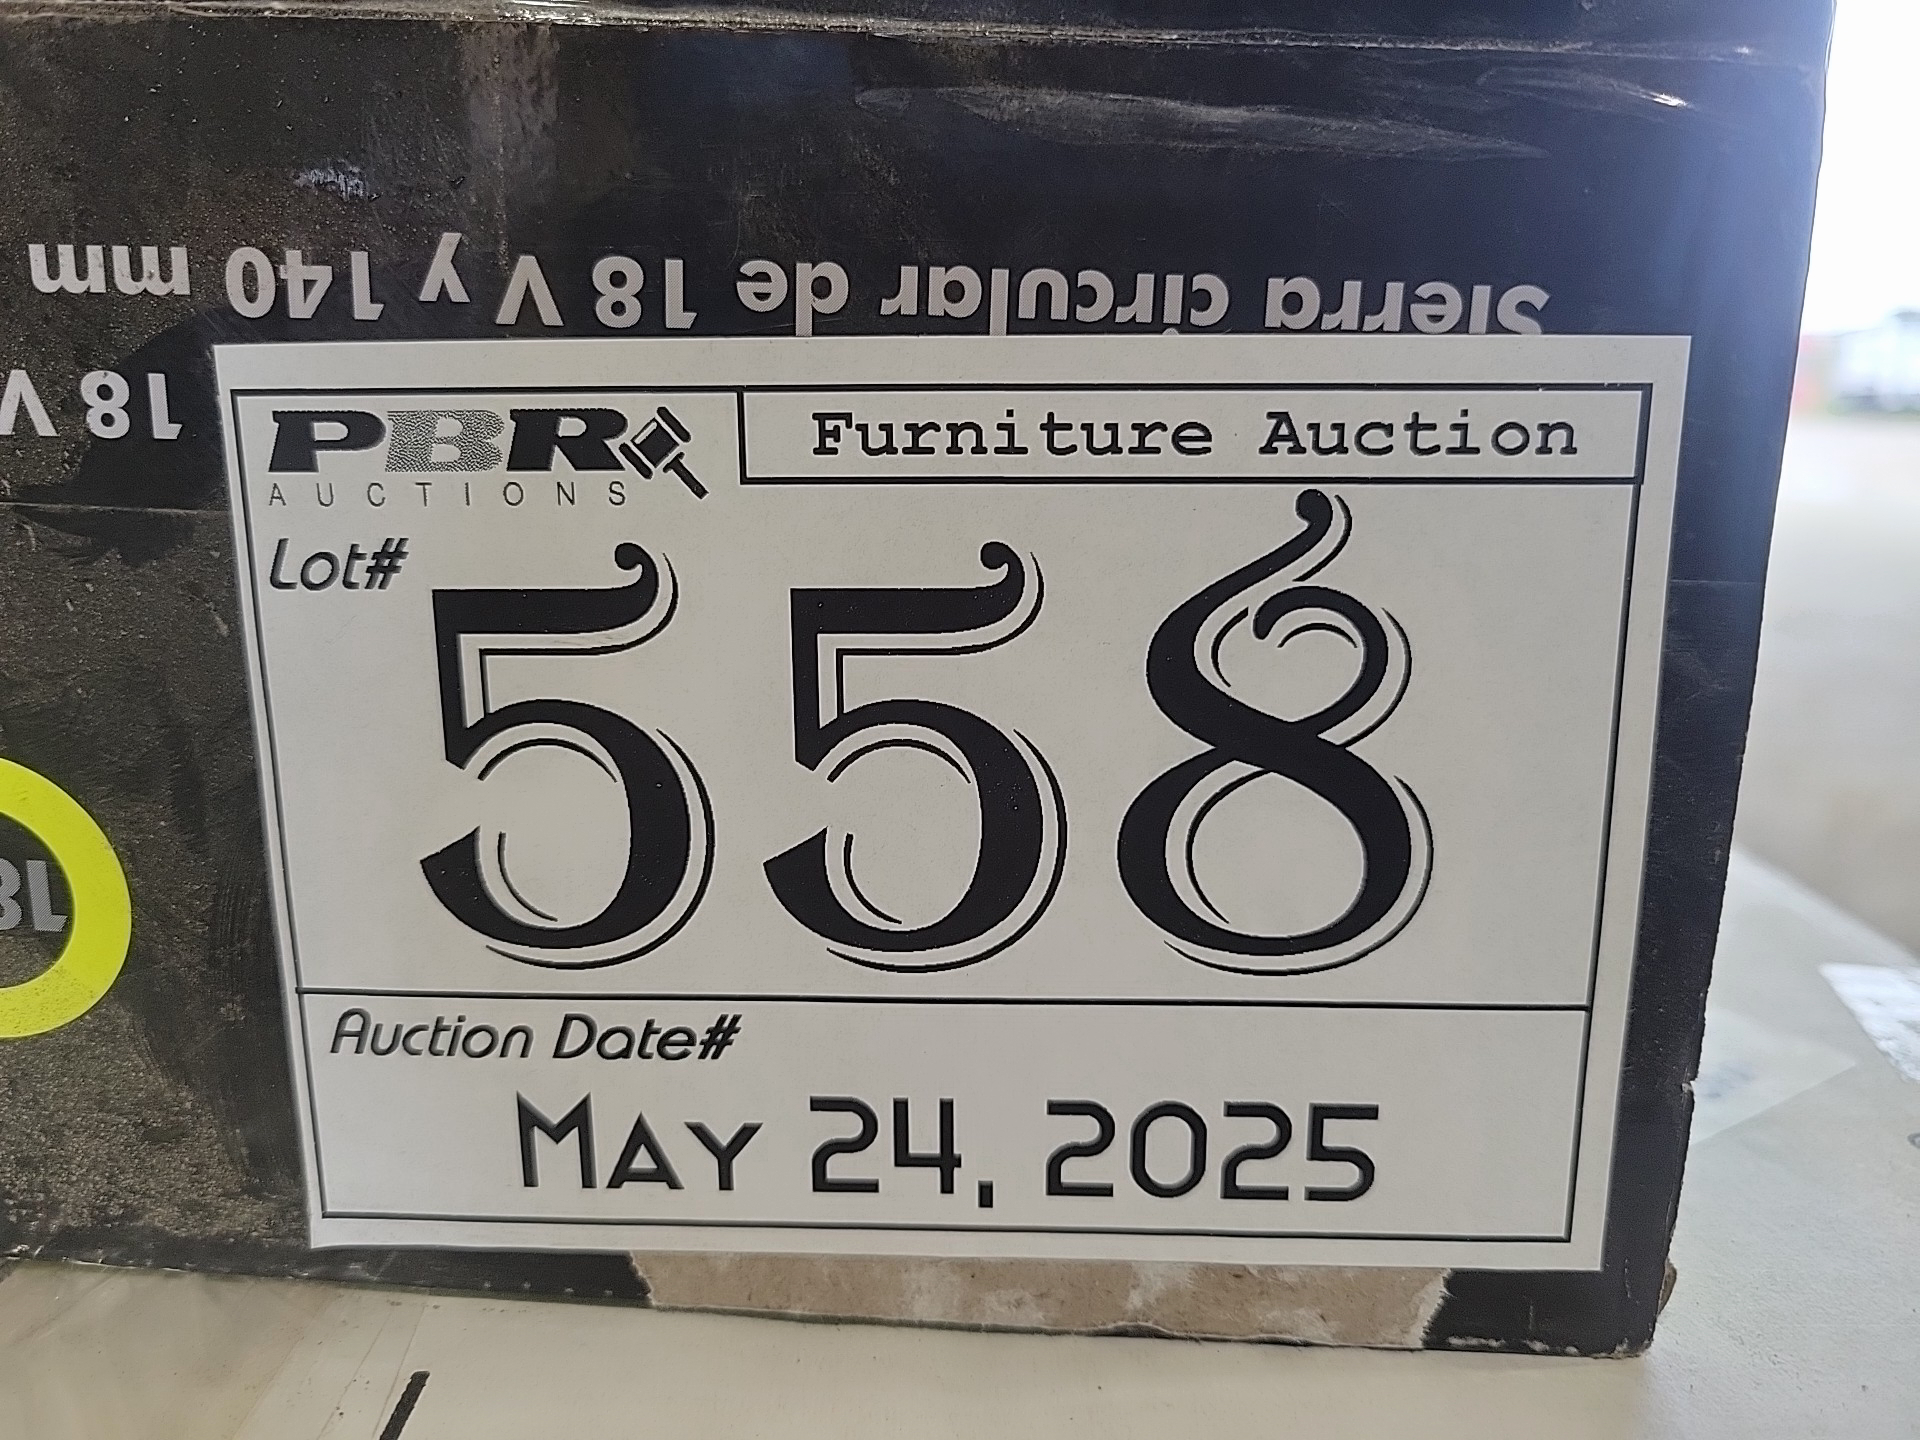 Sierra circular de 18 V y 140 mm
18 V
PBR
AUCTIONS
Furniture Auction
Lot#
558
Auction Date#
May 24, 2025